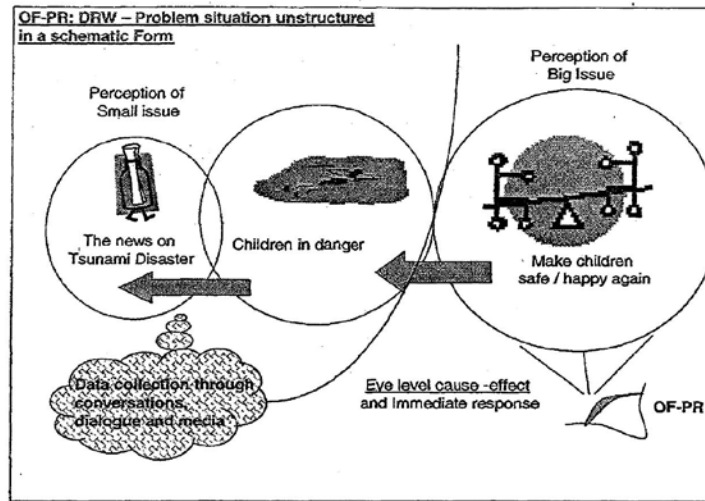 OF-PR: DRW – Problem situation unstructured
in a schematic Form
Perception of
Big Issue
Perception of
Small issue
The news on
Tsunami Disaster
Children in danger
Make children
safe / happy again
Data collection through
conversations,
dialogue and media
Eye level cause -effect
and Immediate response
OF-PR